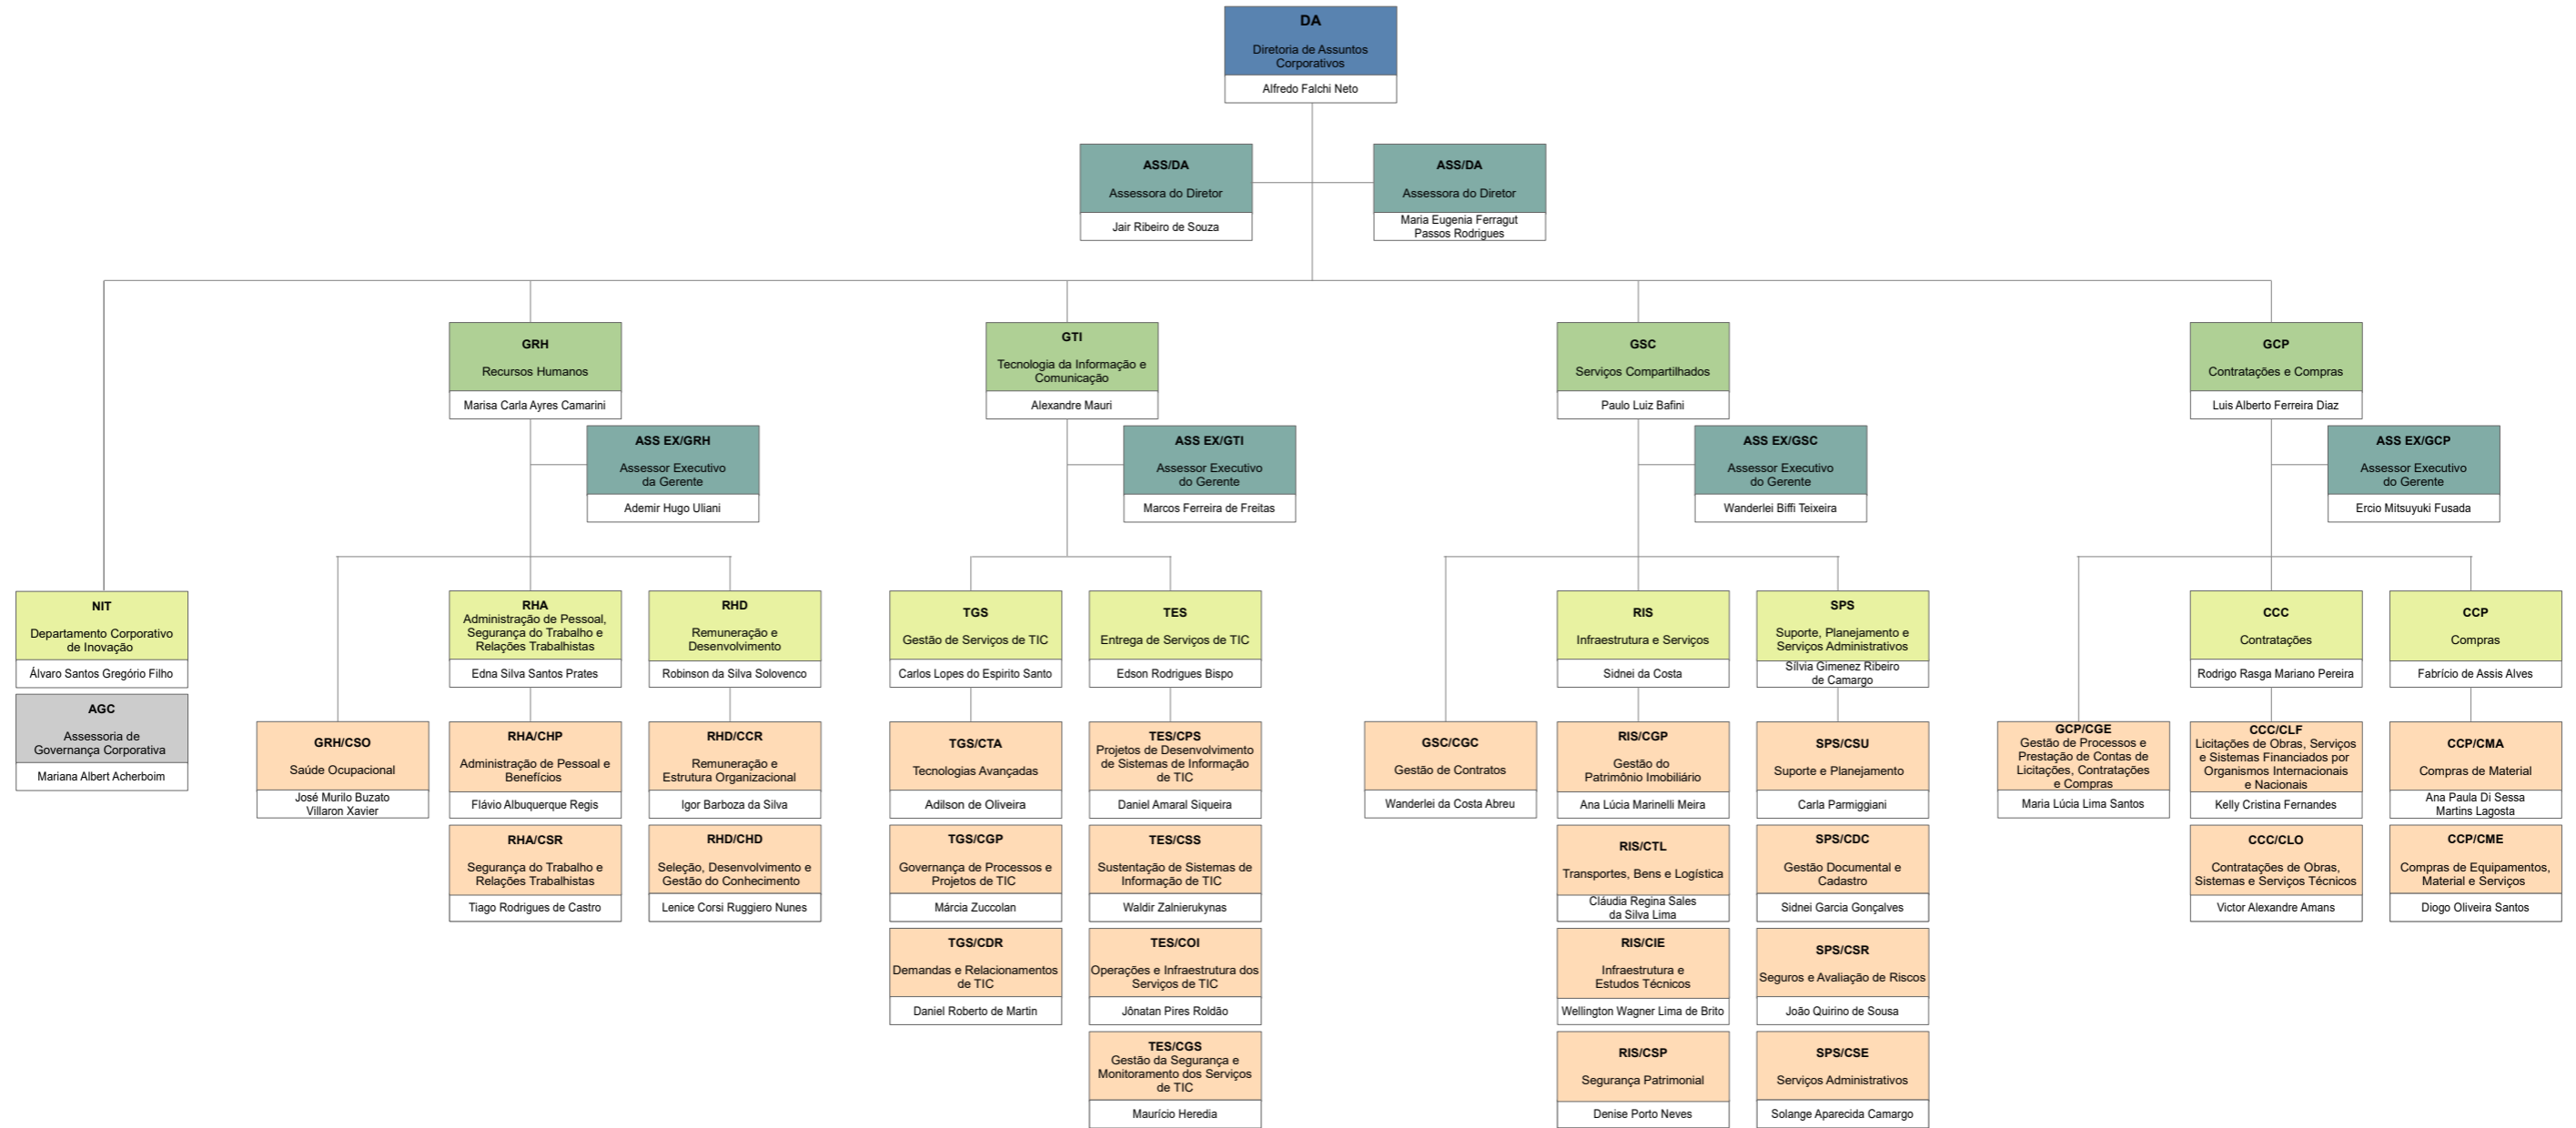 DA
Diretoria de Assuntos
Corporativos
Alfredo Falchi Neto
ASS/DA
Assessora do Diretor
Jair Ribeiro de Souza
ASS/DA
Assessora do Diretor
Maria Eugenia Ferragut
Passos Rodrigues
GRH
Recursos Humanos
Marisa Carla Ayres Camarini
GTI
Tecnologia da Informação e
Comunicação
Alexandre Mauri
GSC
Serviços Compartilhados
Paulo Luiz Bafini
GCP
Contratações e Compras
Luis Alberto Ferreira Diaz
ASS EX/GRH
Assessor Executivo
da Gerente
Ademir Hugo Uliani
ASS EX/GTI
Assessor Executivo
do Gerente
Marcos Ferreira de Freitas
ASS EX/GSC
Assessor Executivo
do Gerente
Wanderlei Biffi Teixeira
ASS EX/GCP
Assessor Executivo
do Gerente
Ercio Mitsuyuki Fusada
NIT
Departamento Corporativo
de Inovação
Álvaro Santos Gregório Filho
AGC
Assessoria de
Governança Corporativa
Mariana Albert Acherboim
GRH/CSO
Saúde Ocupacional
José Murilo Buzato
Villaron Xavier
RHA
Administração de Pessoal,
Segurança do Trabalho e
Relações Trabalhistas
Edna Silva Santos Prates
RHA/CHP
Administração de Pessoal e
Benefícios
Flávio Albuquerque Regis
RHA/CSR
Segurança do Trabalho e
Relações Trabalhistas
Tiago Rodrigues de Castro
RHD
Remuneração e
Desenvolvimento
Robinson da Silva Solovenco
RHD/CCR
Remuneração e
Estrutura Organizacional
Igor Barboza da Silva
RHD/CHD
Seleção, Desenvolvimento e
Gestão do Conhecimento
Lenice Corsi Ruggiero Nunes
TGS
Gestão de Serviços de TIC
Carlos Lopes do Espirito Santo
TGS/CTA
Tecnologias Avançadas
Adilson de Oliveira
TGS/CGP
Governança de Processos e
Projetos de TIC
Márcia Zuccolan
TGS/CDR
Demandas e Relacionamentos
de TIC
Daniel Roberto de Martin
TES
Entrega de Serviços de TIC
Edson Rodrigues Bispo
TES/CPS
Projetos de Desenvolvimento
de Sistemas de Informação
de TIC
Daniel Amaral Siqueira
TES/CSS
Sustentação de Sistemas de
Informação de TIC
Waldir Zalnierukynas
TES/COI
Operações e Infraestrutura dos
Serviços de TIC
Jônatan Pires Roldão
TES/CGS
Gestão da Segurança e
Monitoramento dos Serviços
de TIC
Maurício Heredia
GSC/CGC
Gestão de Contratos
Wanderlei da Costa Abreu
RIS
Infraestrutura e Serviços
Sidnei da Costa
RIS/CGP
Gestão do
Patrimônio Imobiliário
Ana Lúcia Marinelli Meira
RIS/CTL
Transportes, Bens e Logística
Cláudia Regina Sales
da Silva Lima
RIS/CIE
Infraestrutura e
Estudos Técnicos
Wellington Wagner Lima de Brito
RIS/CSP
Segurança Patrimonial
Denise Porto Neves
SPS
Suporte, Planejamento e
Serviços Administrativos
Sílvia Gimenez Ribeiro
de Camargo
SPS/CSU
Suporte e Planejamento
Carla Parmiggiani
SPS/CDC
Gestão Documental e
Cadastro
Sidnei Garcia Gonçalves
SPS/CSR
Seguros e Avaliação de Riscos
João Quirino de Sousa
SPS/CSE
Serviços Administrativos
Solange Aparecida Camargo
GCP/CGE
Gestão de Processos e
Prestação de Contas de
Licitações, Contratações
e Compras
Maria Lúcia Lima Santos
CCC
Contratações
Rodrigo Rasga Mariano Pereira
CCC/CLF
Licitações de Obras, Serviços
e Sistemas Financiados por
Organismos Internacionais
e Nacionais
Kelly Cristina Fernandes
CCC/CLO
Contratações de Obras,
Sistemas e Serviços Técnicos
Victor Alexandre Amans
CCP
Compras
Fabrício de Assis Alves
CCP/CMA
Compras de Material
Ana Paula Di Sessa
Martins Lagosta
CCP/CME
Compras de Equipamentos,
Material e Serviços
Diogo Oliveira Santos